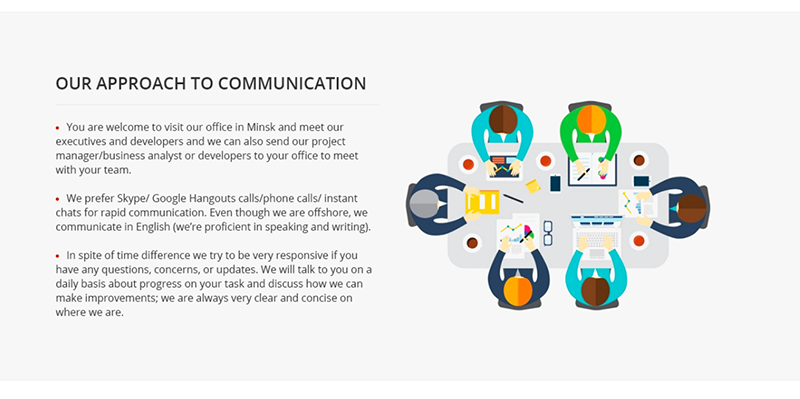 OUR APPROACH TO COMMUNICATION
• You are welcome to visit our office in Minsk and meet our
executives and developers and we can also send our project
manager/business analyst or developers to your office to meet
with your team.
• We prefer Skype/ Google Hangouts calls/phone calls/ instant
chats for rapid communication. Even though we are offshore, we
communicate in English (we’re proficient in speaking and writing).
• In spite of time difference we try to be very responsive if you
have any questions, concerns, or updates. We will talk to you on a
daily basis about progress on your task and discuss how we can
make improvements; we are always very clear and concise on
where we are.